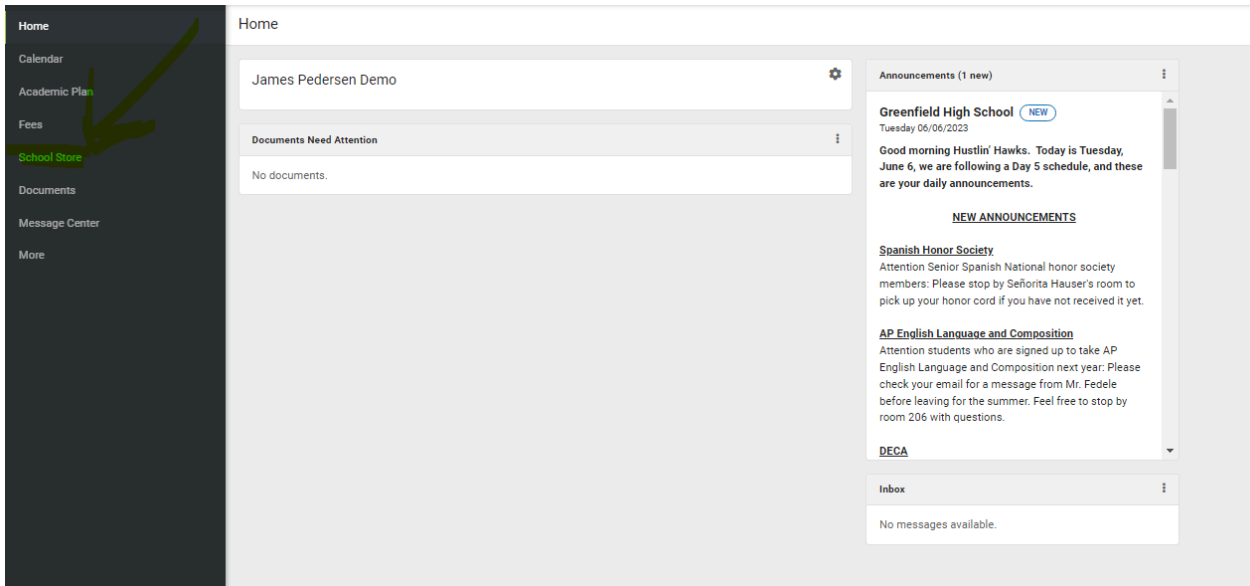 Home
Calendar
Academic Plan
Fees
School Store
Documents
Message Center
More
Home
James Pedersen Demo
Documents Need Attention
No documents.
Announcements (1 new)
Greenfield High School NEW
Tuesday 06/06/2023
Good morning Hustlin' Hawks. Today is Tuesday,
June 6, we are following a Day 5 schedule, and these
are your daily announcements.
NEW ANNOUNCEMENTS
Spanish Honor Society
Attention Senior Spanish National honor society
members: Please stop by Señorita Hauser's room to
pick up your honor cord if you have not received it yet.
AP English Language and Composition
Attention students who are signed up to take AP
English Language and Composition next year: Please
check your email for a message from Mr. Fedele
before leaving for the summer. Feel free to stop by
room 206 with questions.
DECA
Inbox
No messages available.